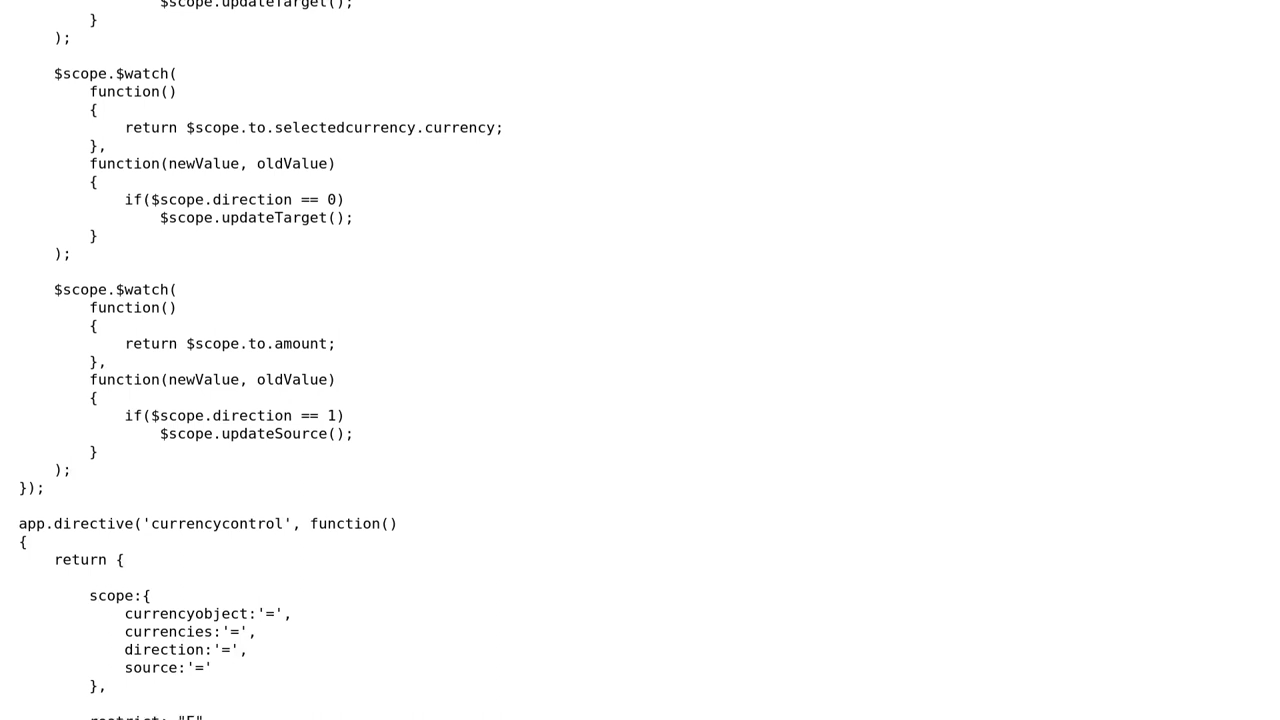 $scope.updateTarget();
        }
    );

    $scope.$watch(
        function()
        {
            return $scope.to.selectedcurrency.currency;
        },
        function(newValue, oldValue)
        {
            if($scope.direction == 0)
                $scope.updateTarget();
        }
    );

    $scope.$watch(
        function()
        {
            return $scope.to.amount;
        },
        function(newValue, oldValue)
        {
            if($scope.direction == 1)
                $scope.updateSource();
        }
    );
});

app.directive('currencycontrol', function()
{
    return {

        scope:{
            currencyobject:'=',
            currencies:'=',
            direction:'=',
            source:'='
        },

        restrict: "E"